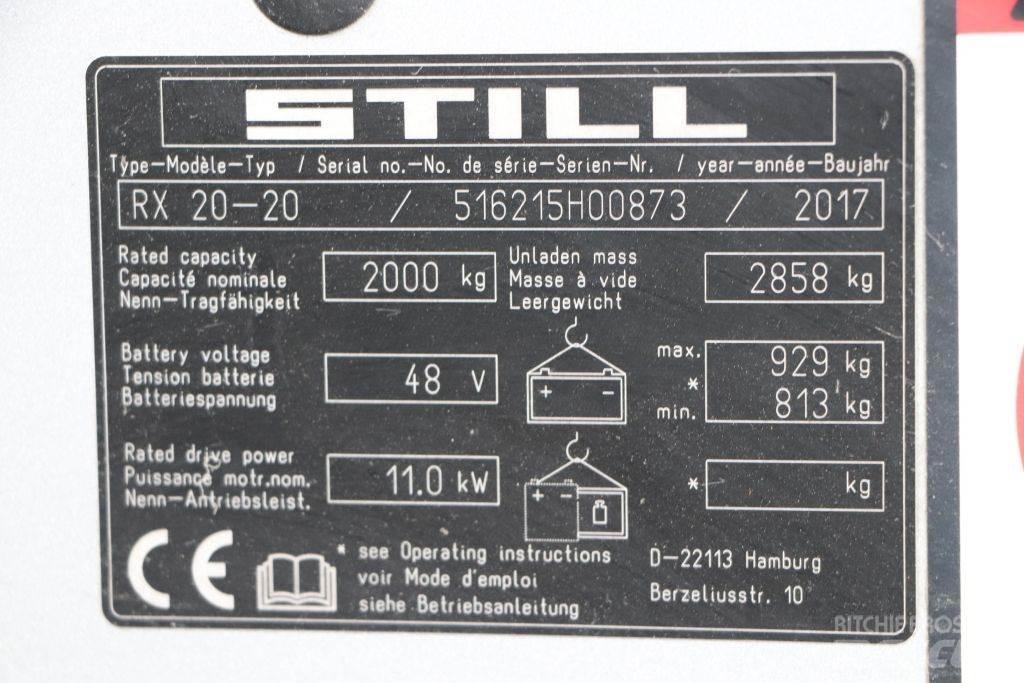 STILL
Type–Modèle–Typ / Serial no.–No. de série–Serien–Nr. / year–année–Baujahr
RX 20–20 / 516215H00873 / 2017
Rated capacity
Capacité nominale
Nenn–Tragfähigkeit
2000 kg
Unladen mass
Masse à vide
Leergewicht
2858 kg
Battery voltage
Tension batterie
Batteriespannung
48 V
max. 929 kg
*
min. 813 kg
Rated drive power
Puissance motr.nom.
Nenn–Antriebsleist.
11.0 kW
* kg
CE
* see Operating instructions
voir Mode d'emploi
siehe Betriebsanleitung
D–22113 Hamburg
Berzeliusstr. 10